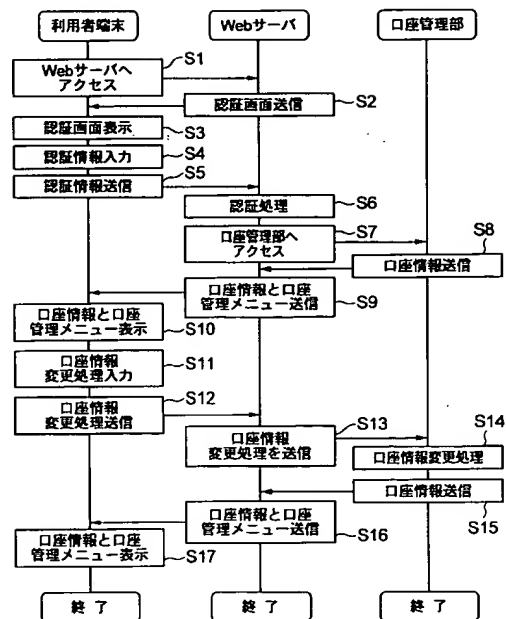 利用者端末
Webサーバ
口座管理部
Webサーバへ
アクセス
S1
認証画面送信
S2
認証画面表示
S3
認証情報入力
S4
認証情報送信
S5
認証処理
S6
口座管理部へ
アクセス
S7
口座情報送信
S8
口座情報と口座
管理メニュー送信
S9
口座情報と口座
管理メニュー表示
S10
口座情報
変更処理入力
S11
口座情報
変更処理送信
S12
口座情報
変更処理を送信
S13
口座情報変更処理
S14
口座情報送信
S15
口座情報と口座
管理メニュー送信
S16
口座情報と口座
管理メニュー表示
S17
終了
終了
終了